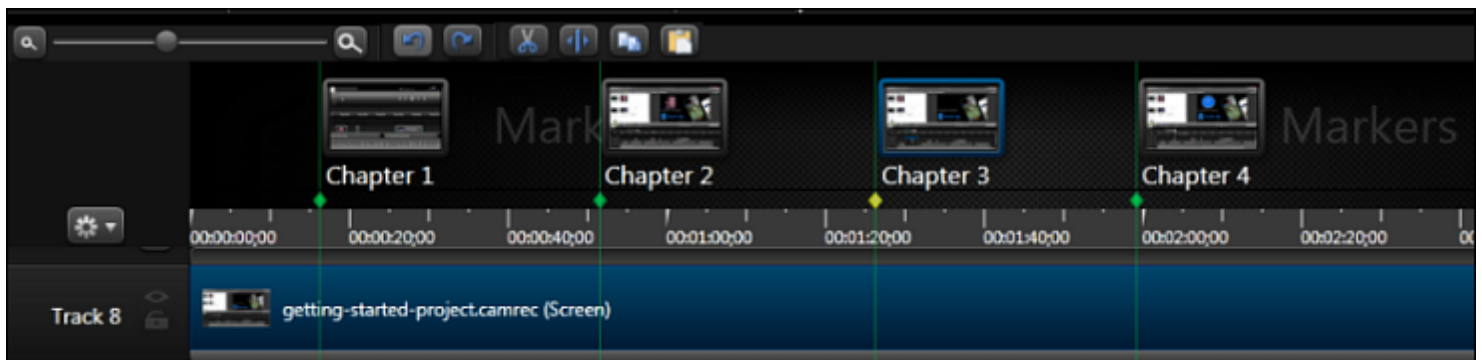 Markers
Markers
Chapter 1
Chapter 2
Chapter 3
Chapter 4
00:00:00;00
00:00:20;00
00:00:40;00
00:01:00;00
00:01:20;00
00:01:40;00
00:02:00;00
00:02:20;00
Track 8
getting-started-project.camrec (Screen)